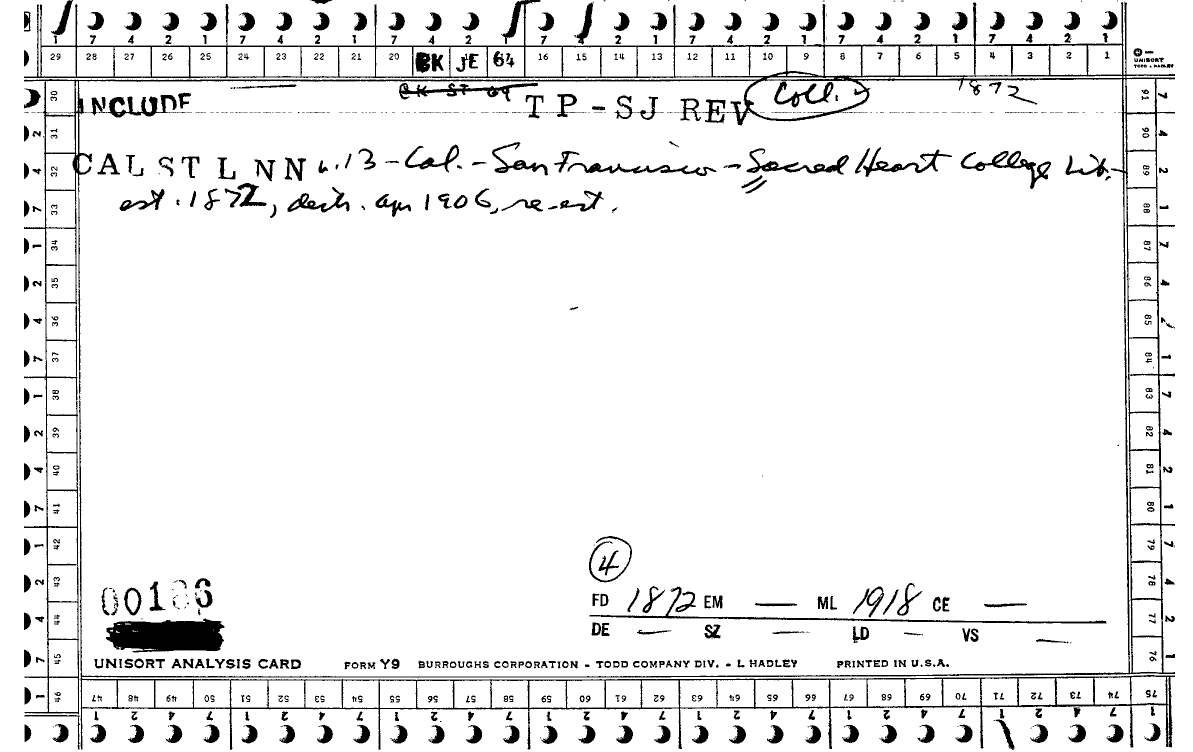 1 7 4 2 1 7 4 2 1 7 4 2 1 7 4 2 1 7 4 2 1 7 4 2 1 7 4 2 1
29 28 27 26 25 24 23 22 21 20 BK JE 64 16 15 14 13 12 11 10 9 8 7 6 5 4 3 2 1
UNISORT
TODD - HADLEY
INCLUDE BK ST 69 TP-SJ REV Coll. 1872
CAL ST L NN v.13 - Cal. - San Francisco - Sacred Heart College Lib. -
est. 1872, destr. Apr 1906, re-est.
30 31 32 33 34 35 36 37 38 39 40 41 42 43 44 45 46
91 90 89 88 87 86 85 84 83 82 81 80 79 78 77 76
4
00186
FD 1872 EM — ML 1918 CE —
DE — SZ — LD — VS —
UNISORT ANALYSIS CARD FORM Y9 BURROUGHS CORPORATION - TODD COMPANY DIV. - L HADLEY PRINTED IN U.S.A.
47 48 49 50 51 52 53 54 55 56 57 58 59 60 61 62 63 64 65 66 67 68 69 70 71 72 73 74 75
1 2 4 7 1 2 4 7 1 2 4 7 1 2 4 7 1 2 4 7 1 2 4 7 1 2 4 7 1